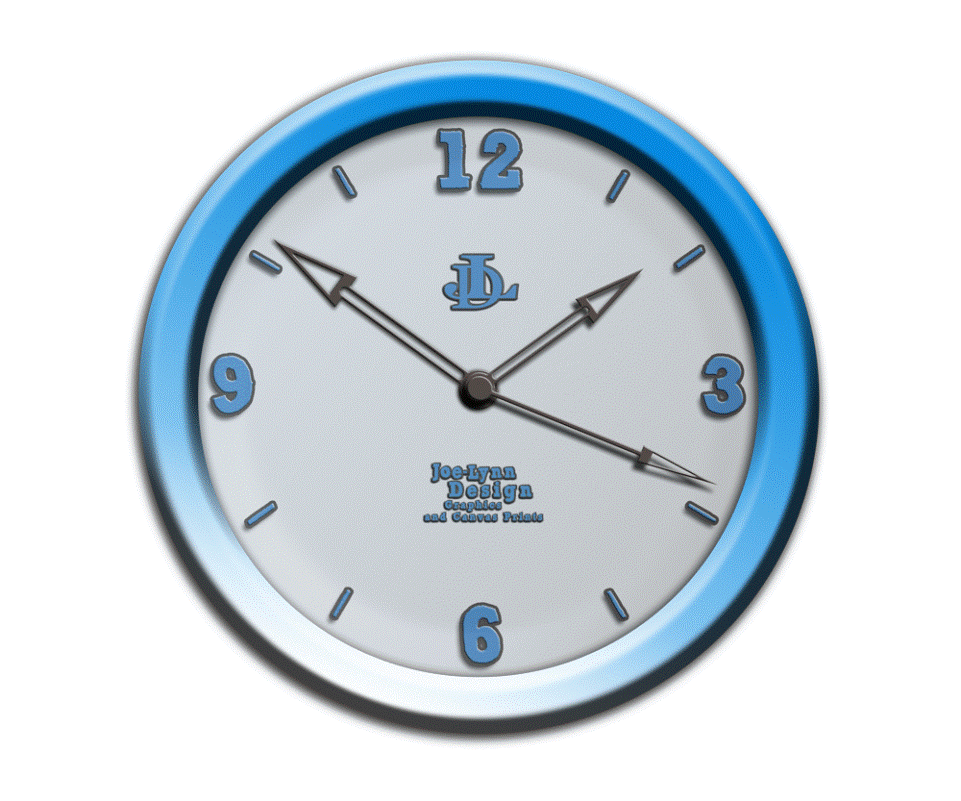 12
JDL
9
3
Joe-Lynn
Design
Graphics
and Canvas Prints
6